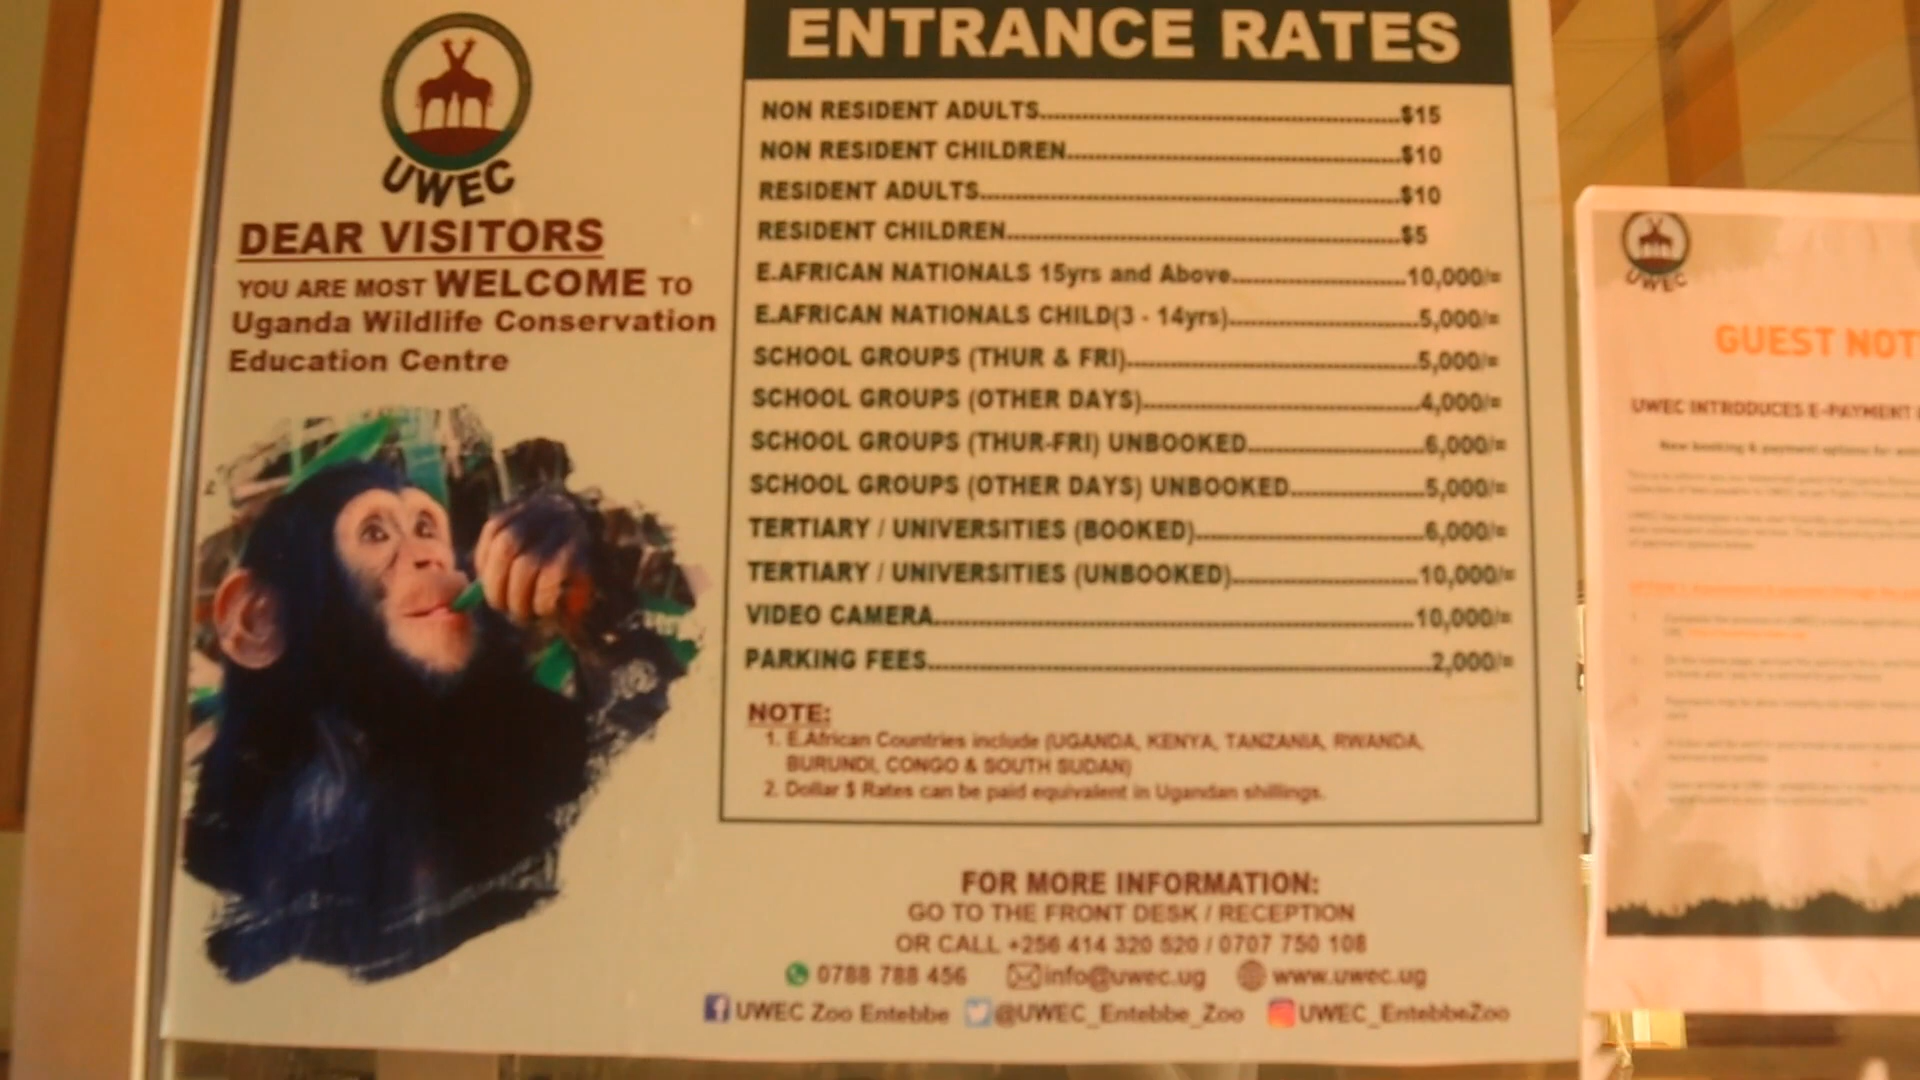 UWEC
DEAR VISITORS
YOU ARE MOST WELCOME TO
Uganda Wildlife Conservation
Education Centre
ENTRANCE RATES
NON RESIDENT ADULTS..........$15
NON RESIDENT CHILDREN..........$10
RESIDENT ADULTS..........$10
RESIDENT CHILDREN..........$5
E.AFRICAN NATIONALS 15yrs and Above..........10,000/=
E.AFRICAN NATIONALS CHILD(3 - 14yrs)..........5,000/=
SCHOOL GROUPS (THUR & FRI)..........5,000/=
SCHOOL GROUPS (OTHER DAYS)..........4,000/=
SCHOOL GROUPS (THUR-FRI) UNBOOKED..........6,000/=
SCHOOL GROUPS (OTHER DAYS) UNBOOKED..........5,000/=
TERTIARY / UNIVERSITIES (BOOKED)..........6,000/=
TERTIARY / UNIVERSITIES (UNBOOKED)..........10,000/=
VIDEO CAMERA..........10,000/=
PARKING FEES..........2,000/=
NOTE:
1. E.African Countries include (UGANDA, KENYA, TANZANIA, RWANDA,
BURUNDI, CONGO & SOUTH SUDAN)
2. Dollar $ Rates can be paid equivalent in Ugandan shillings.
FOR MORE INFORMATION:
GO TO THE FRONT DESK / RECEPTION
OR CALL +256 414 320 520 / 0707 750 108
0788 788 456 info@uwec.ug www.uwec.ug
UWEC Zoo Entebbe @UWEC_Entebbe_Zoo UWEC_EntebbeZoo
UWEC
GUEST NOT
UWEC INTRODUCES E-PAYMENT
New booking & payment options for